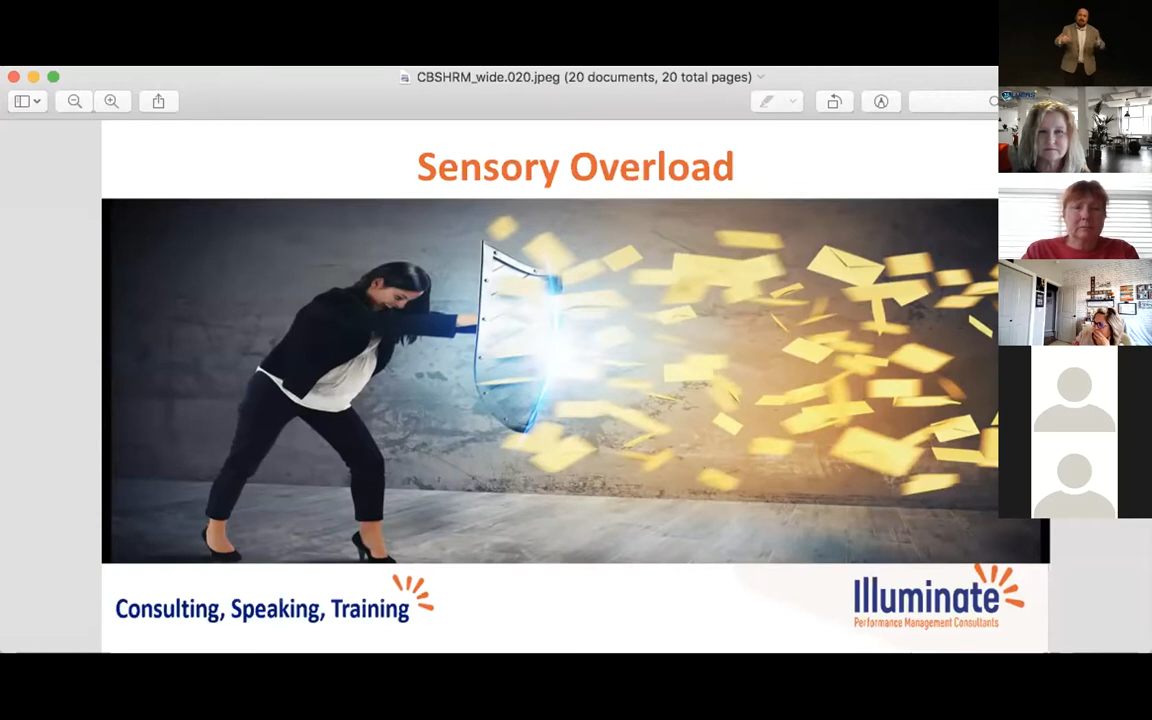 CBSHRM_wide.020.jpeg (20 documents, 20 total pages)
Sensory Overload
Consulting, Speaking, Training
Illuminate
Performance Management Consultants